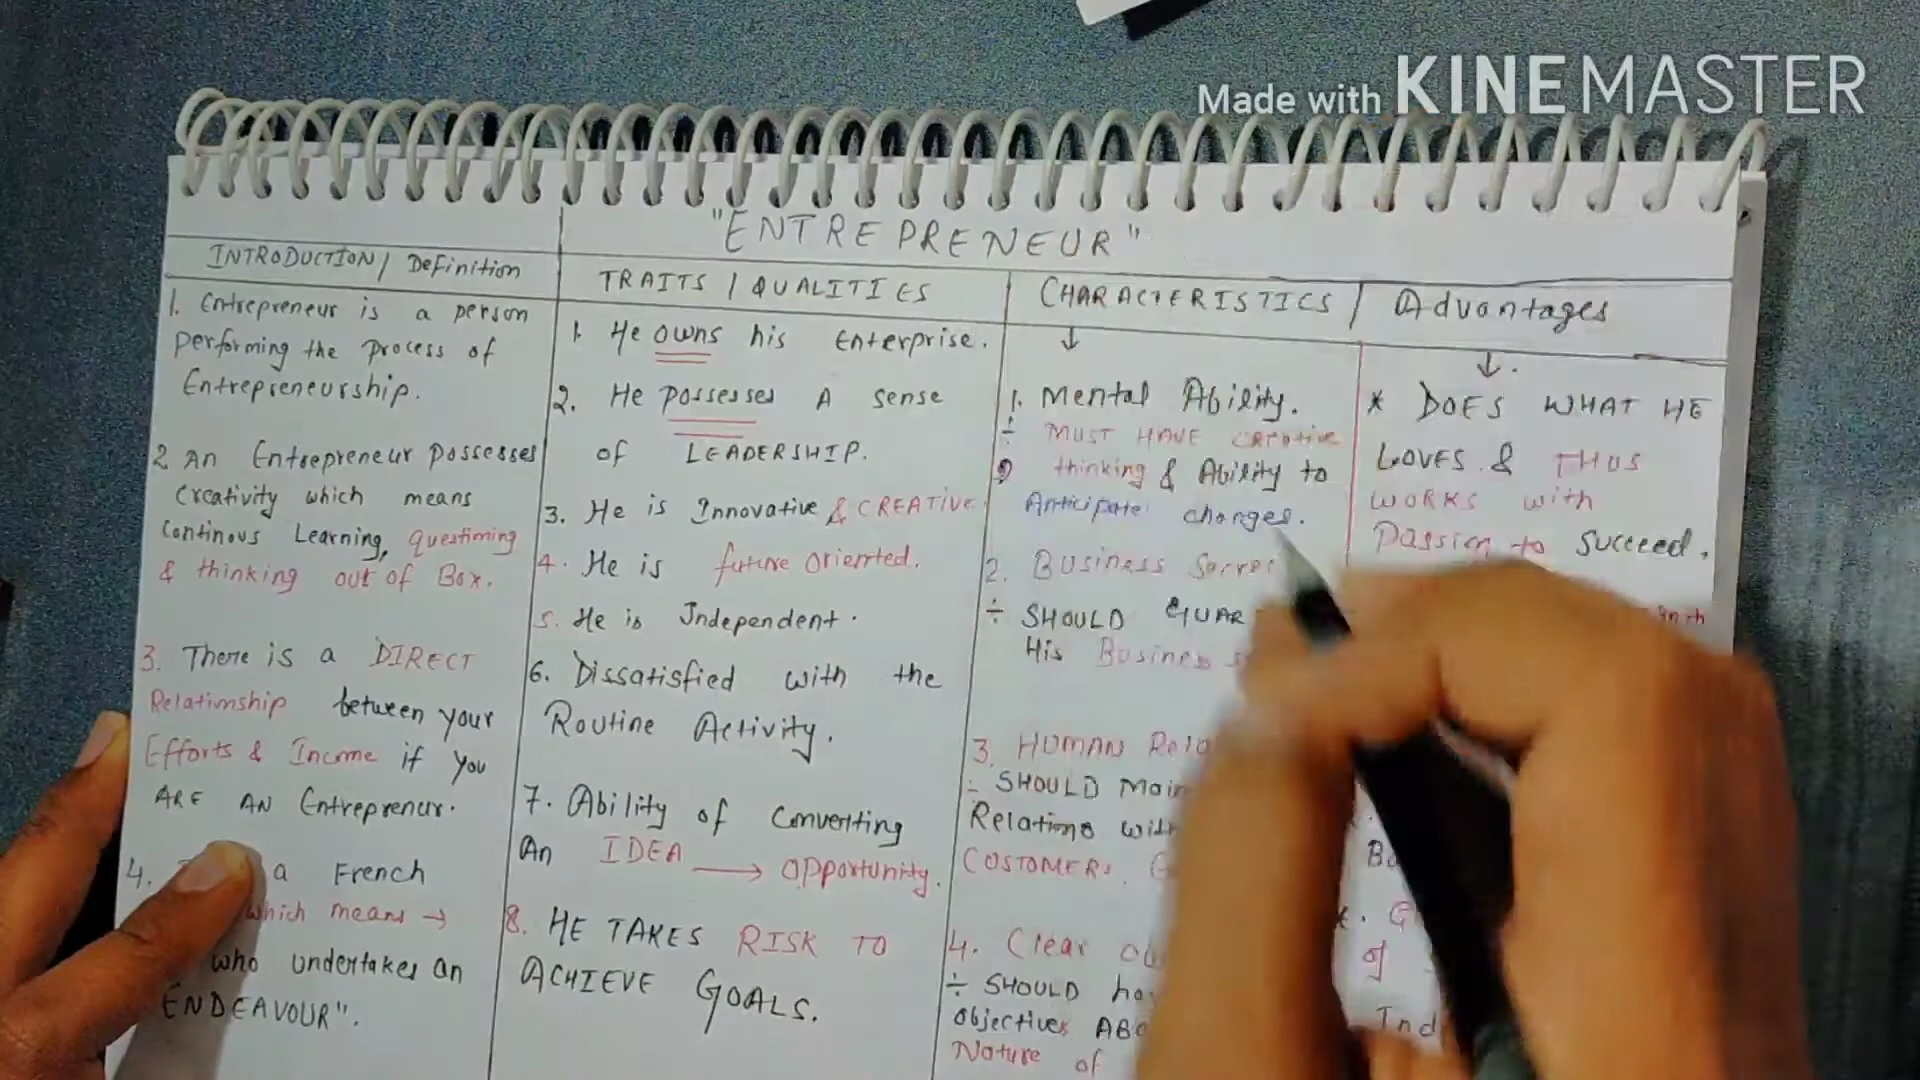 Made with KINEMASTER
"ENTREPRENEUR"
INTRODUCTION/ Definition
1. Entrepreneur is a person
performing the process of
Entrepreneurship.
2 An Entrepreneur possesses
Creativity which means
Continous Learning, questioning
& thinking out of Box.
3. There is a DIRECT
Relationship between your
Efforts & Income if you
ARE AN Entreprenur.
4. a French
which means →
who undertakes an
ENDEAVOUR".
TRAITS / QUALITIES
1. He owns his Enterprise.
2. He possesses A sense
of LEADERSHIP.
3. He is Innovative & CREATIVE
4. He is future Oriented.
5. He is Independent.
6. Dissatisfied with the
Routine Activity.
7. Ability of Converting
An IDEA → opportunity.
8. HE TAKES RISK TO
ACHIEVE GOALS.
CHARACTERISTICS /
↓
1. Mental Ability.
÷ MUST HAVE creative
thinking & Ability to
Anticipate changes.
2. Business
÷ SHOULD
His Business
3. HUMAN
÷ SHOULD
Relations with
COSTOMERS,
4. Clear
÷ SHOULD
objectives
Nature of
Advantages
↓.
* DOES WHAT HE
LOVES & THUS
WORKS with
Passion to Succeed.
of